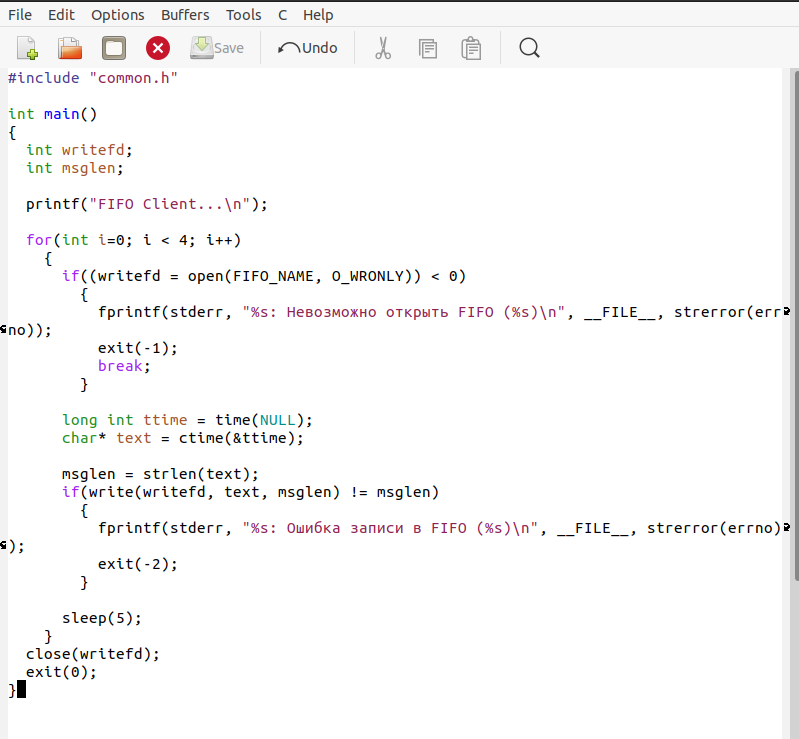 File Edit Options Buffers Tools C Help
Save Undo
#include "common.h"
int main()
{
int writefd;
int msglen;
printf("FIFO Client...\n");
for(int i=0; i < 4; i++)
{
if((writefd = open(FIFO_NAME, O_WRONLY)) < 0)
{
fprintf(stderr, "%s: Невозможно открыть FIFO (%s)\n", __FILE__, strerror(err
no));
exit(-1);
break;
}
long int ttime = time(NULL);
char* text = ctime(&ttime);
msglen = strlen(text);
if(write(writefd, text, msglen) != msglen)
{
fprintf(stderr, "%s: Ошибка записи в FIFO (%s)\n", __FILE__, strerror(errno)
);
exit(-2);
}
sleep(5);
}
close(writefd);
exit(0);
}